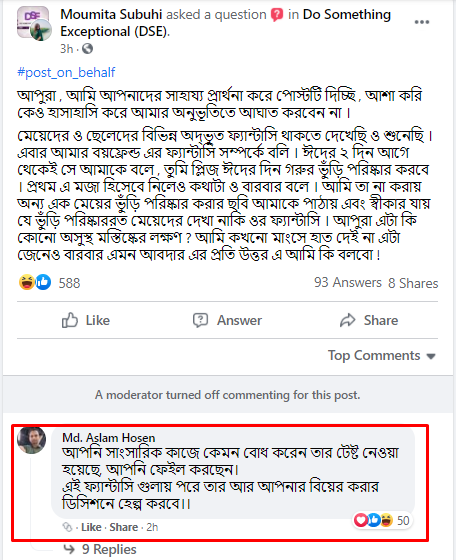 Moumita Subuhi asked a question in Do Something
Exceptional (DSE).
3h
#post_on_behalf
আপুরা , আমি আপনাদের সাহায্য প্রার্থনা করে পোস্টটি দিচ্ছি , আশা করি
কেও হাসাহাসি করে আমার অনুভূতিতে আঘাত করবেন না ।
মেয়েদের ও ছেলেদের বিভিন্ন অদ্ভূত ফ্যান্টাসি থাকতে দেখেছি ও শুনেছি ।
এবার আমার বয়ফ্রেন্ড এর ফ্যান্টাসি সম্পর্কে বলি । ঈদের ২ দিন আগে
থেকেই সে আমাকে বলে , তুমি প্লিজ ঈদের দিন গরুর ভুঁড়ি পরিষ্কার করবে
। প্রথম এ মজা হিসেবে নিলেও কথাটা ও বারবার বলে । আমি তা না করায়
অন্য এক মেয়ের ভুঁড়ি পরিষ্কার করার ছবি আমাকে পাঠায় এবং স্বীকার যায়
যে ভুঁড়ি পরিষ্কাররত মেয়েদের দেখা নাকি ওর ফ্যান্টাসি । আপুরা এটা কি
কোনো অসুস্থ মস্তিষ্কের লক্ষণ ? আমি কখনো মাংসে হাত দেই না এটা
জেনেও বারবার এমন আবদার এর প্রতি উত্তর এ আমি কি বলবো !
588
93 Answers 8 Shares
Like Answer Share
Top Comments
A moderator turned off commenting for this post.
Md. Aslam Hosen
আপনি সাংসারিক কাজে কেমন বোধ করেন তার টেষ্ট নেওয়া
হয়েছে, আপনি ফেইল করছেন।
এই ফ্যান্টাসি গুলায় পরে তার আর আপনার বিয়ের করার
ডিসিশনে হেল্প করবে।।
50
· Like · Share · 2h
9 Replies